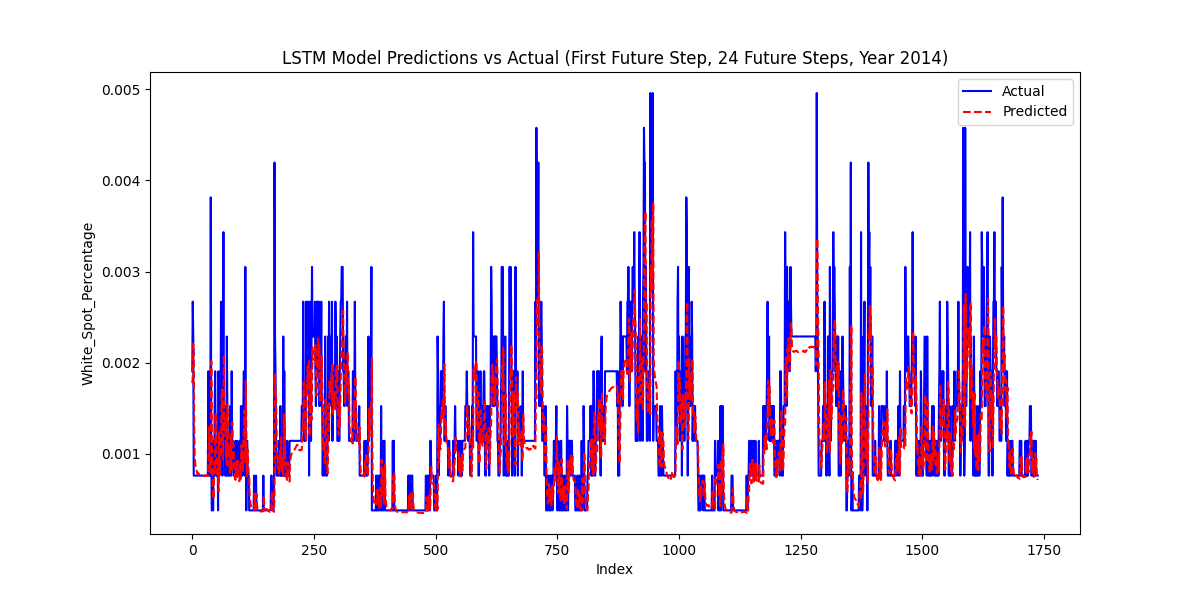 LSTM Model Predictions vs Actual (First Future Step, 24 Future Steps, Year 2014)
Actual
Predicted
0.005
0.004
0.003
0.002
0.001
White_Spot_Percentage
0 250 500 750 1000 1250 1500 1750
Index